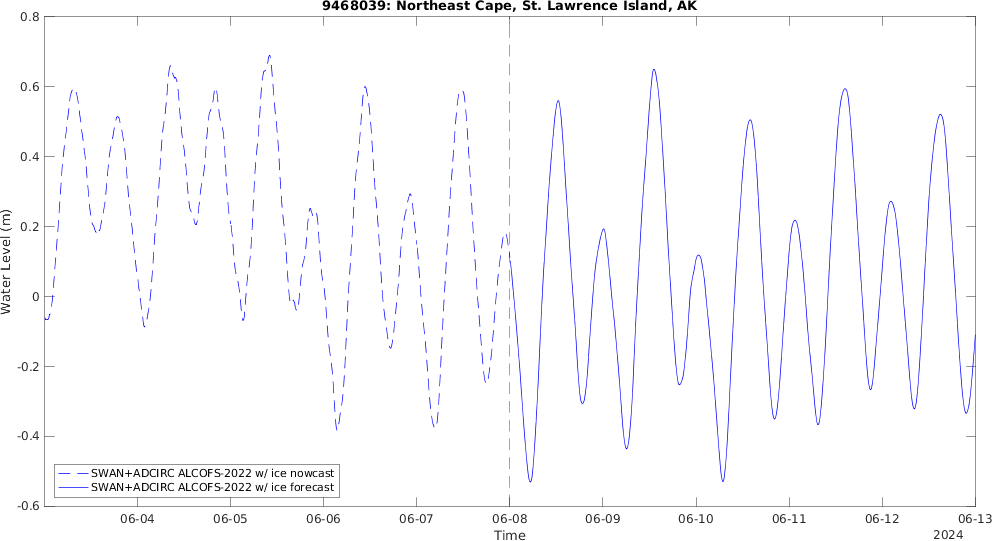 9468039: Northeast Cape, St. Lawrence Island, AK
0.8
0.6
0.4
0.2
0
-0.2
-0.4
-0.6
Water Level (m)
SWAN+ADCIRC ALCOFS-2022 w/ ice nowcast
SWAN+ADCIRC ALCOFS-2022 w/ ice forecast
06-04 06-05 06-06 06-07 06-08 06-09 06-10 06-11 06-12 06-13
Time
2024